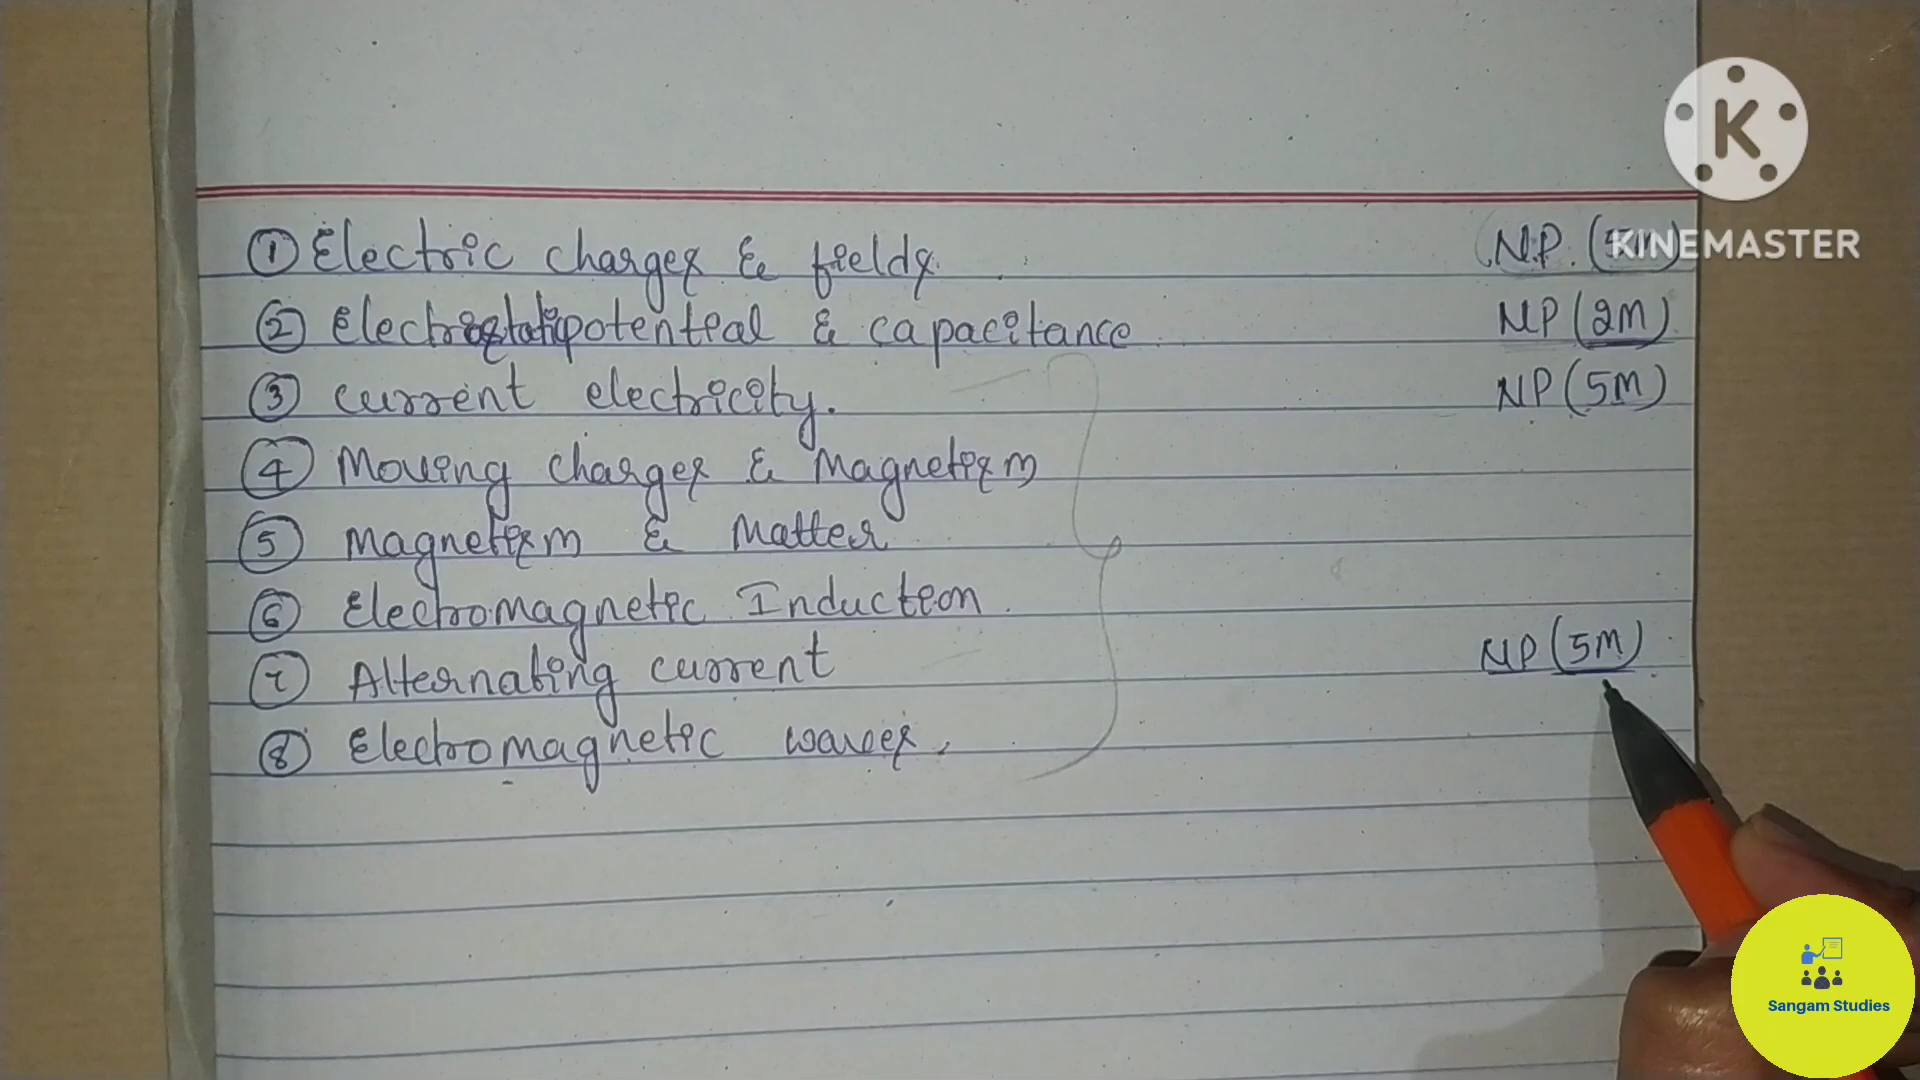 ① Electric charges & fields. N.P. (5M)
② Electrostatic potential & capacitance NP (2M)
③ current electricity. NP (5M)
④ Moving charges & Magnetism
⑤ Magnetism & Matter
⑥ Electromagnetic Induction.
⑦ Alternating current NP (5M)
⑧ Electromagnetic waves,
K
KINEMASTER
Sangam Studies